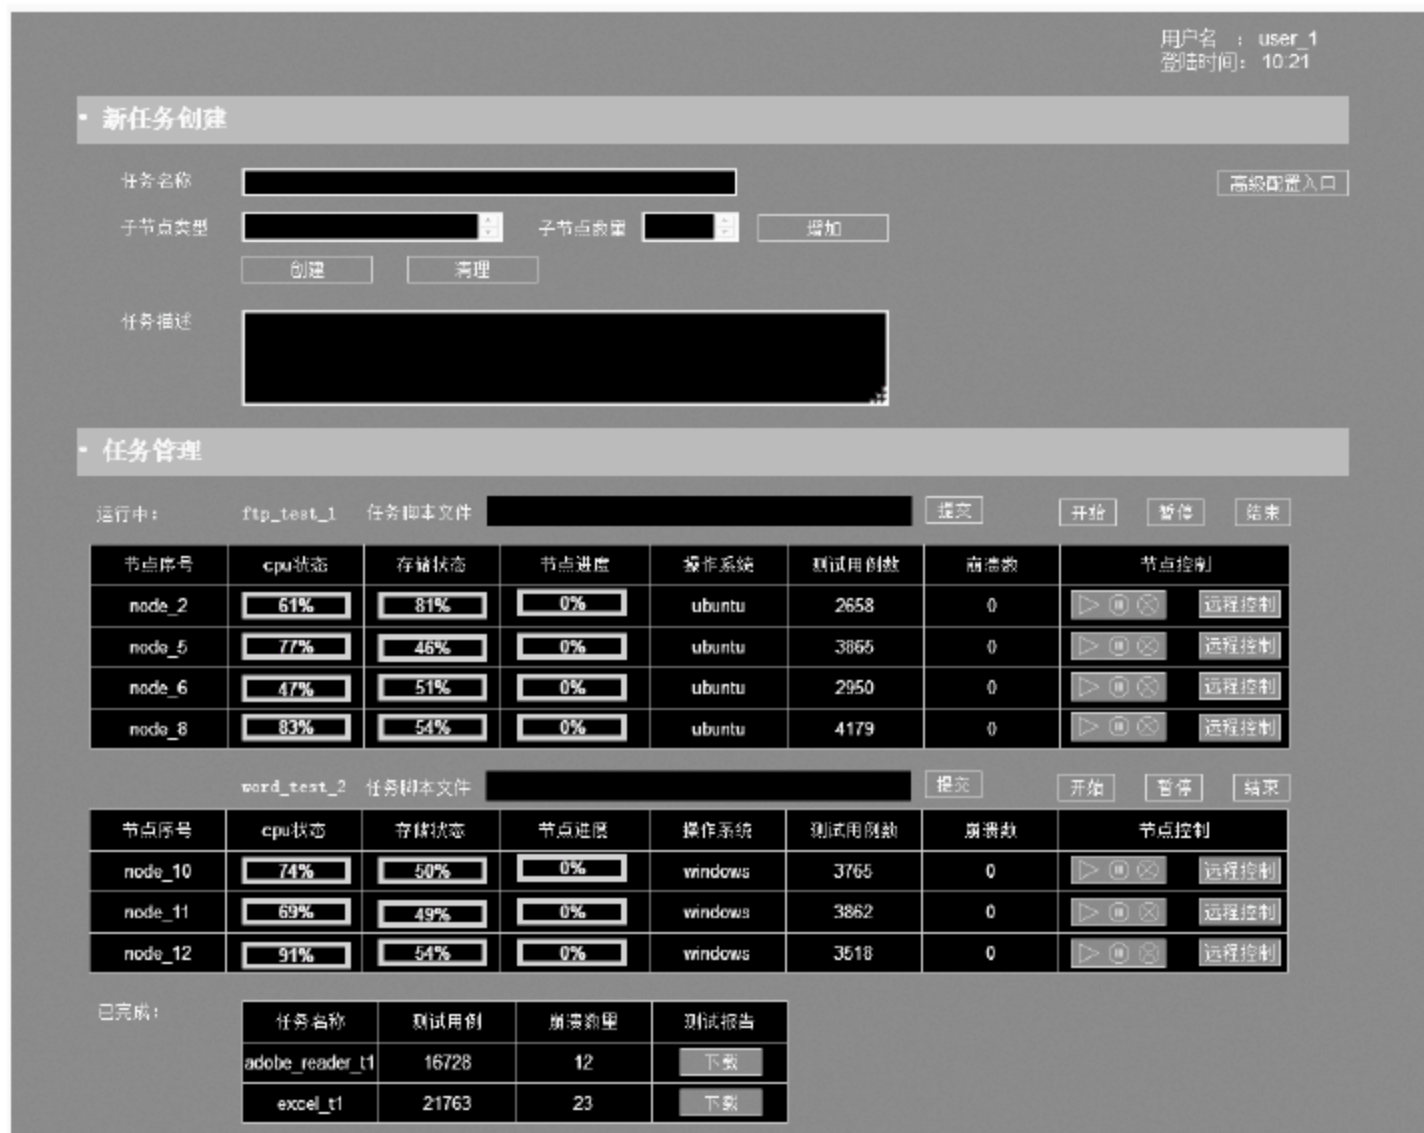 用户名 : user_1
登陆时间: 10:21
· 新任务创建
任务名称 高级配置入口
子节点类型 子节点数量 增加
创建 清理
任务描述
· 任务管理
运行中: ftp_test_1 任务脚本文件 提交 开始 暂停 结束
节点序号 cpu状态 存储状态 节点进度 操作系统 测试用例数 崩溃数 节点控制
node_2 61% 81% 0% ubuntu 2658 0 远程控制
node_5 77% 46% 0% ubuntu 3865 0 远程控制
node_6 47% 51% 0% ubuntu 2950 0 远程控制
node_8 83% 54% 0% ubuntu 4179 0 远程控制
word_test_2 任务脚本文件 提交 开始 暂停 结束
节点序号 cpu状态 存储状态 节点进度 操作系统 测试用例数 崩溃数 节点控制
node_10 74% 50% 0% windows 3765 0 远程控制
node_11 69% 49% 0% windows 3862 0 远程控制
node_12 91% 54% 0% windows 3518 0 远程控制
已完成:
任务名称 测试用例 崩溃数量 测试报告
adobe_reader_t1 16728 12 下载
excel_t1 21763 23 下载